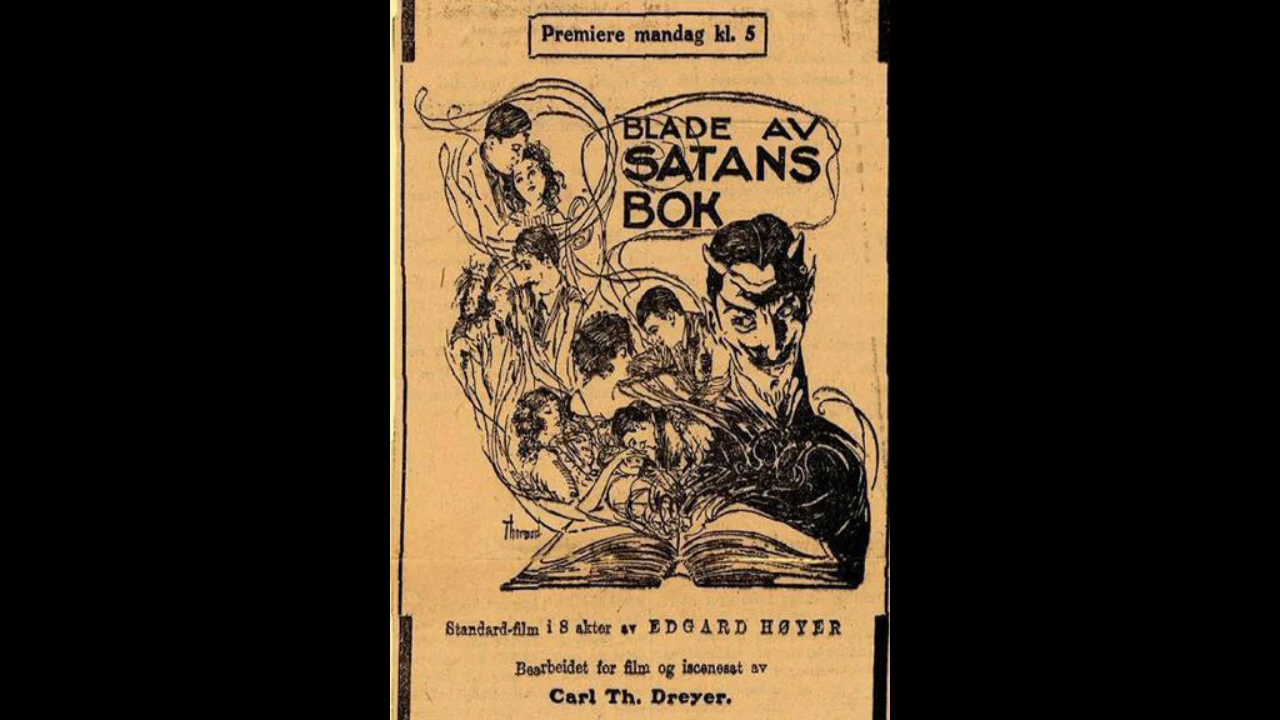 Premiere mandag kl. 5
BLADE AV
SATANS
BOK
Standard-film i 8 akter av EDGARD HØYER
Bearbeidet for film og iscenesat av
Carl Th. Dreyer.